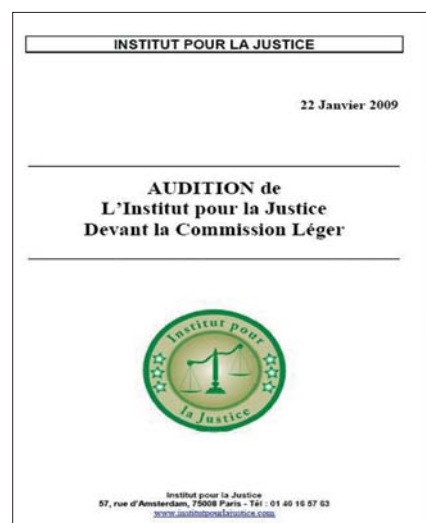 INSTITUT POUR LA JUSTICE
22 Janvier 2009
AUDITION de
L'Institut pour la Justice
Devant la Commission Léger
Institut pour
la Justice
Institut pour la Justice
57, rue d'Amsterdam, 75008 Paris - Tél : 01 40 16 57 63
www.institutpourlajustice.com